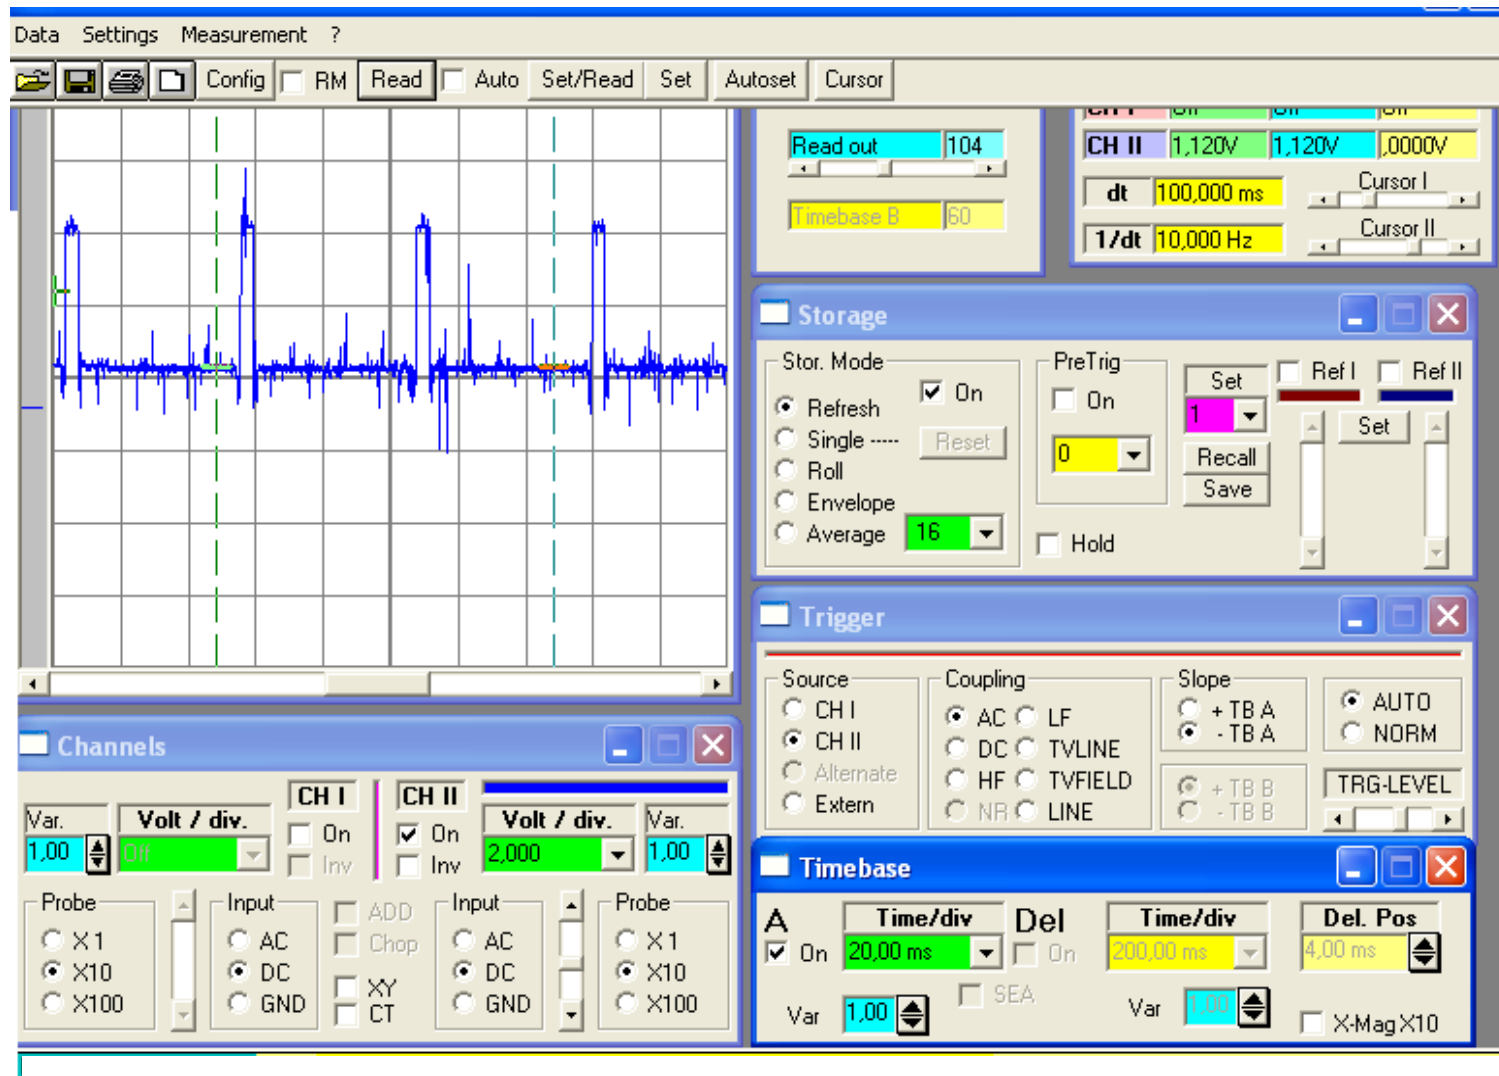 Data Settings Measurement ?
Config RM Read Auto Set/Read Set Autoset Cursor
Read out 104
Timebase B 60
CH I Off Off Off
CH II 1,120V 1,120V ,0000V
dt 100,000 ms Cursor I
1/dt 10,000 Hz Cursor II
Storage
Stor. Mode
On
Refresh
Single -----
Reset
Roll
Envelope
Average 16
PreTrig
On
0
Hold
Set
1
Recall
Save
Ref I Ref II
Set
Trigger
Source
CH I
CH II
Alternate
Extern
Coupling
AC LF
DC TVLINE
HF TVFIELD
NR LINE
Slope
+ TB A
- TB A
+ TB B
- TB B
AUTO
NORM
TRG-LEVEL
Channels
CH I CH II
Var. Volt / div. On On Volt / div. Var.
1,00 Off Inv Inv 2,000 1,00
Probe
X1
X10
X100
Input
AC
DC
GND
ADD
Chop
XY
CT
Input
AC
DC
GND
Probe
X1
X10
X100
Timebase
A Time/div Del Time/div Del. Pos
On 20,00 ms On 200,00 ms 4,00 ms
SEA
Var 1,00 Var 1,00 X-Mag X10